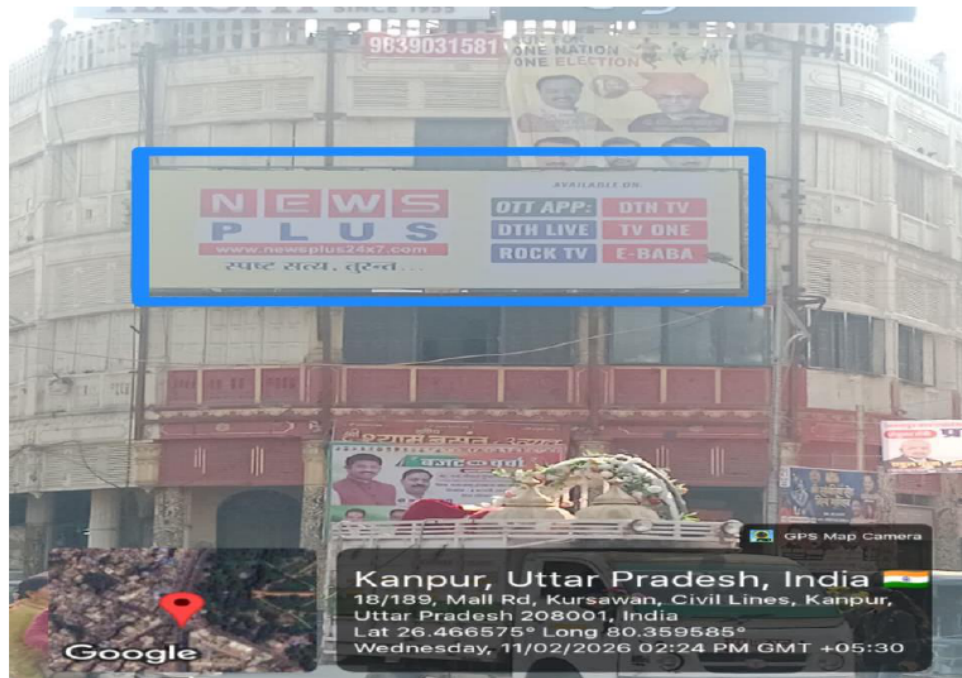 SINCE 1955
9839031581
ONE NATION
ONE ELECTION
NEWS
PLUS
www.newsplus24x7.com
स्पष्ट सत्य, तुरन्त...
AVAILABLE ON:
OTT APP: DTH TV
DTH LIVE TV ONE
ROCK TV E-BABA
GPS Map Camera
Kanpur, Uttar Pradesh, India
18/189, Mall Rd, Kursawan, Civil Lines, Kanpur,
Uttar Pradesh 208001, India
Lat 26.466575° Long 80.359585°
Wednesday, 11/02/2026 02:24 PM GMT +05:30
Google